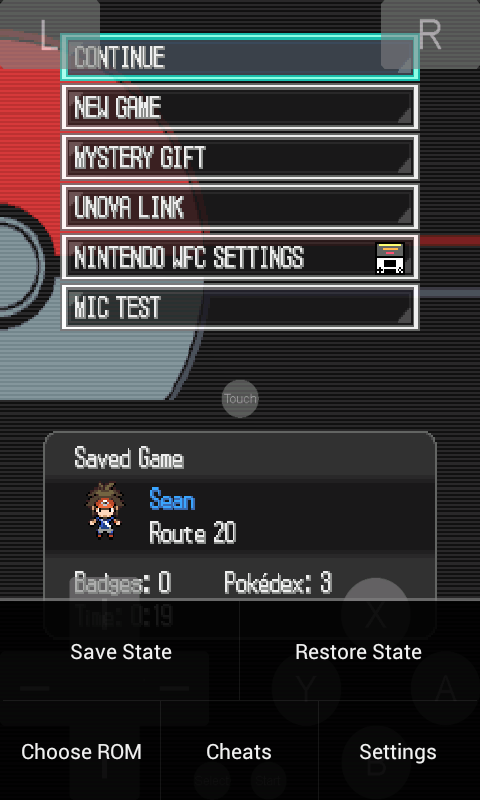 L
R
CONTINUE
NEW GAME
MYSTERY GIFT
UNOVA LINK
NINTENDO WFC SETTINGS
MIC TEST
Touch
Saved Game
Sean
Route 20
Badges: 0 Pokédex: 3
Time: 0:19
X
Save State Restore State
Y A
Choose ROM Cheats Settings
B